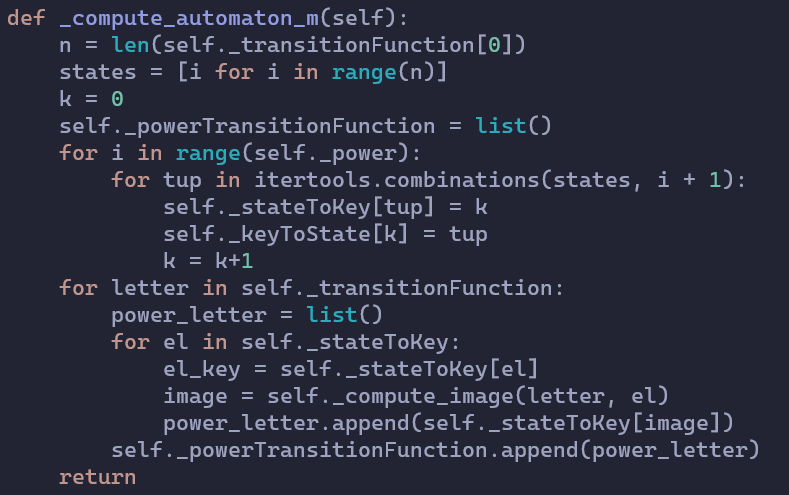 def _compute_automaton_m(self):
    n = len(self._transitionFunction[0])
    states = [i for i in range(n)]
    k = 0
    self._powerTransitionFunction = list()
    for i in range(self._power):
        for tup in itertools.combinations(states, i + 1):
            self._stateToKey[tup] = k
            self._keyToState[k] = tup
            k = k+1
    for letter in self._transitionFunction:
        power_letter = list()
        for el in self._stateToKey:
            el_key = self._stateToKey[el]
            image = self._compute_image(letter, el)
            power_letter.append(self._stateToKey[image])
        self._powerTransitionFunction.append(power_letter)
    return